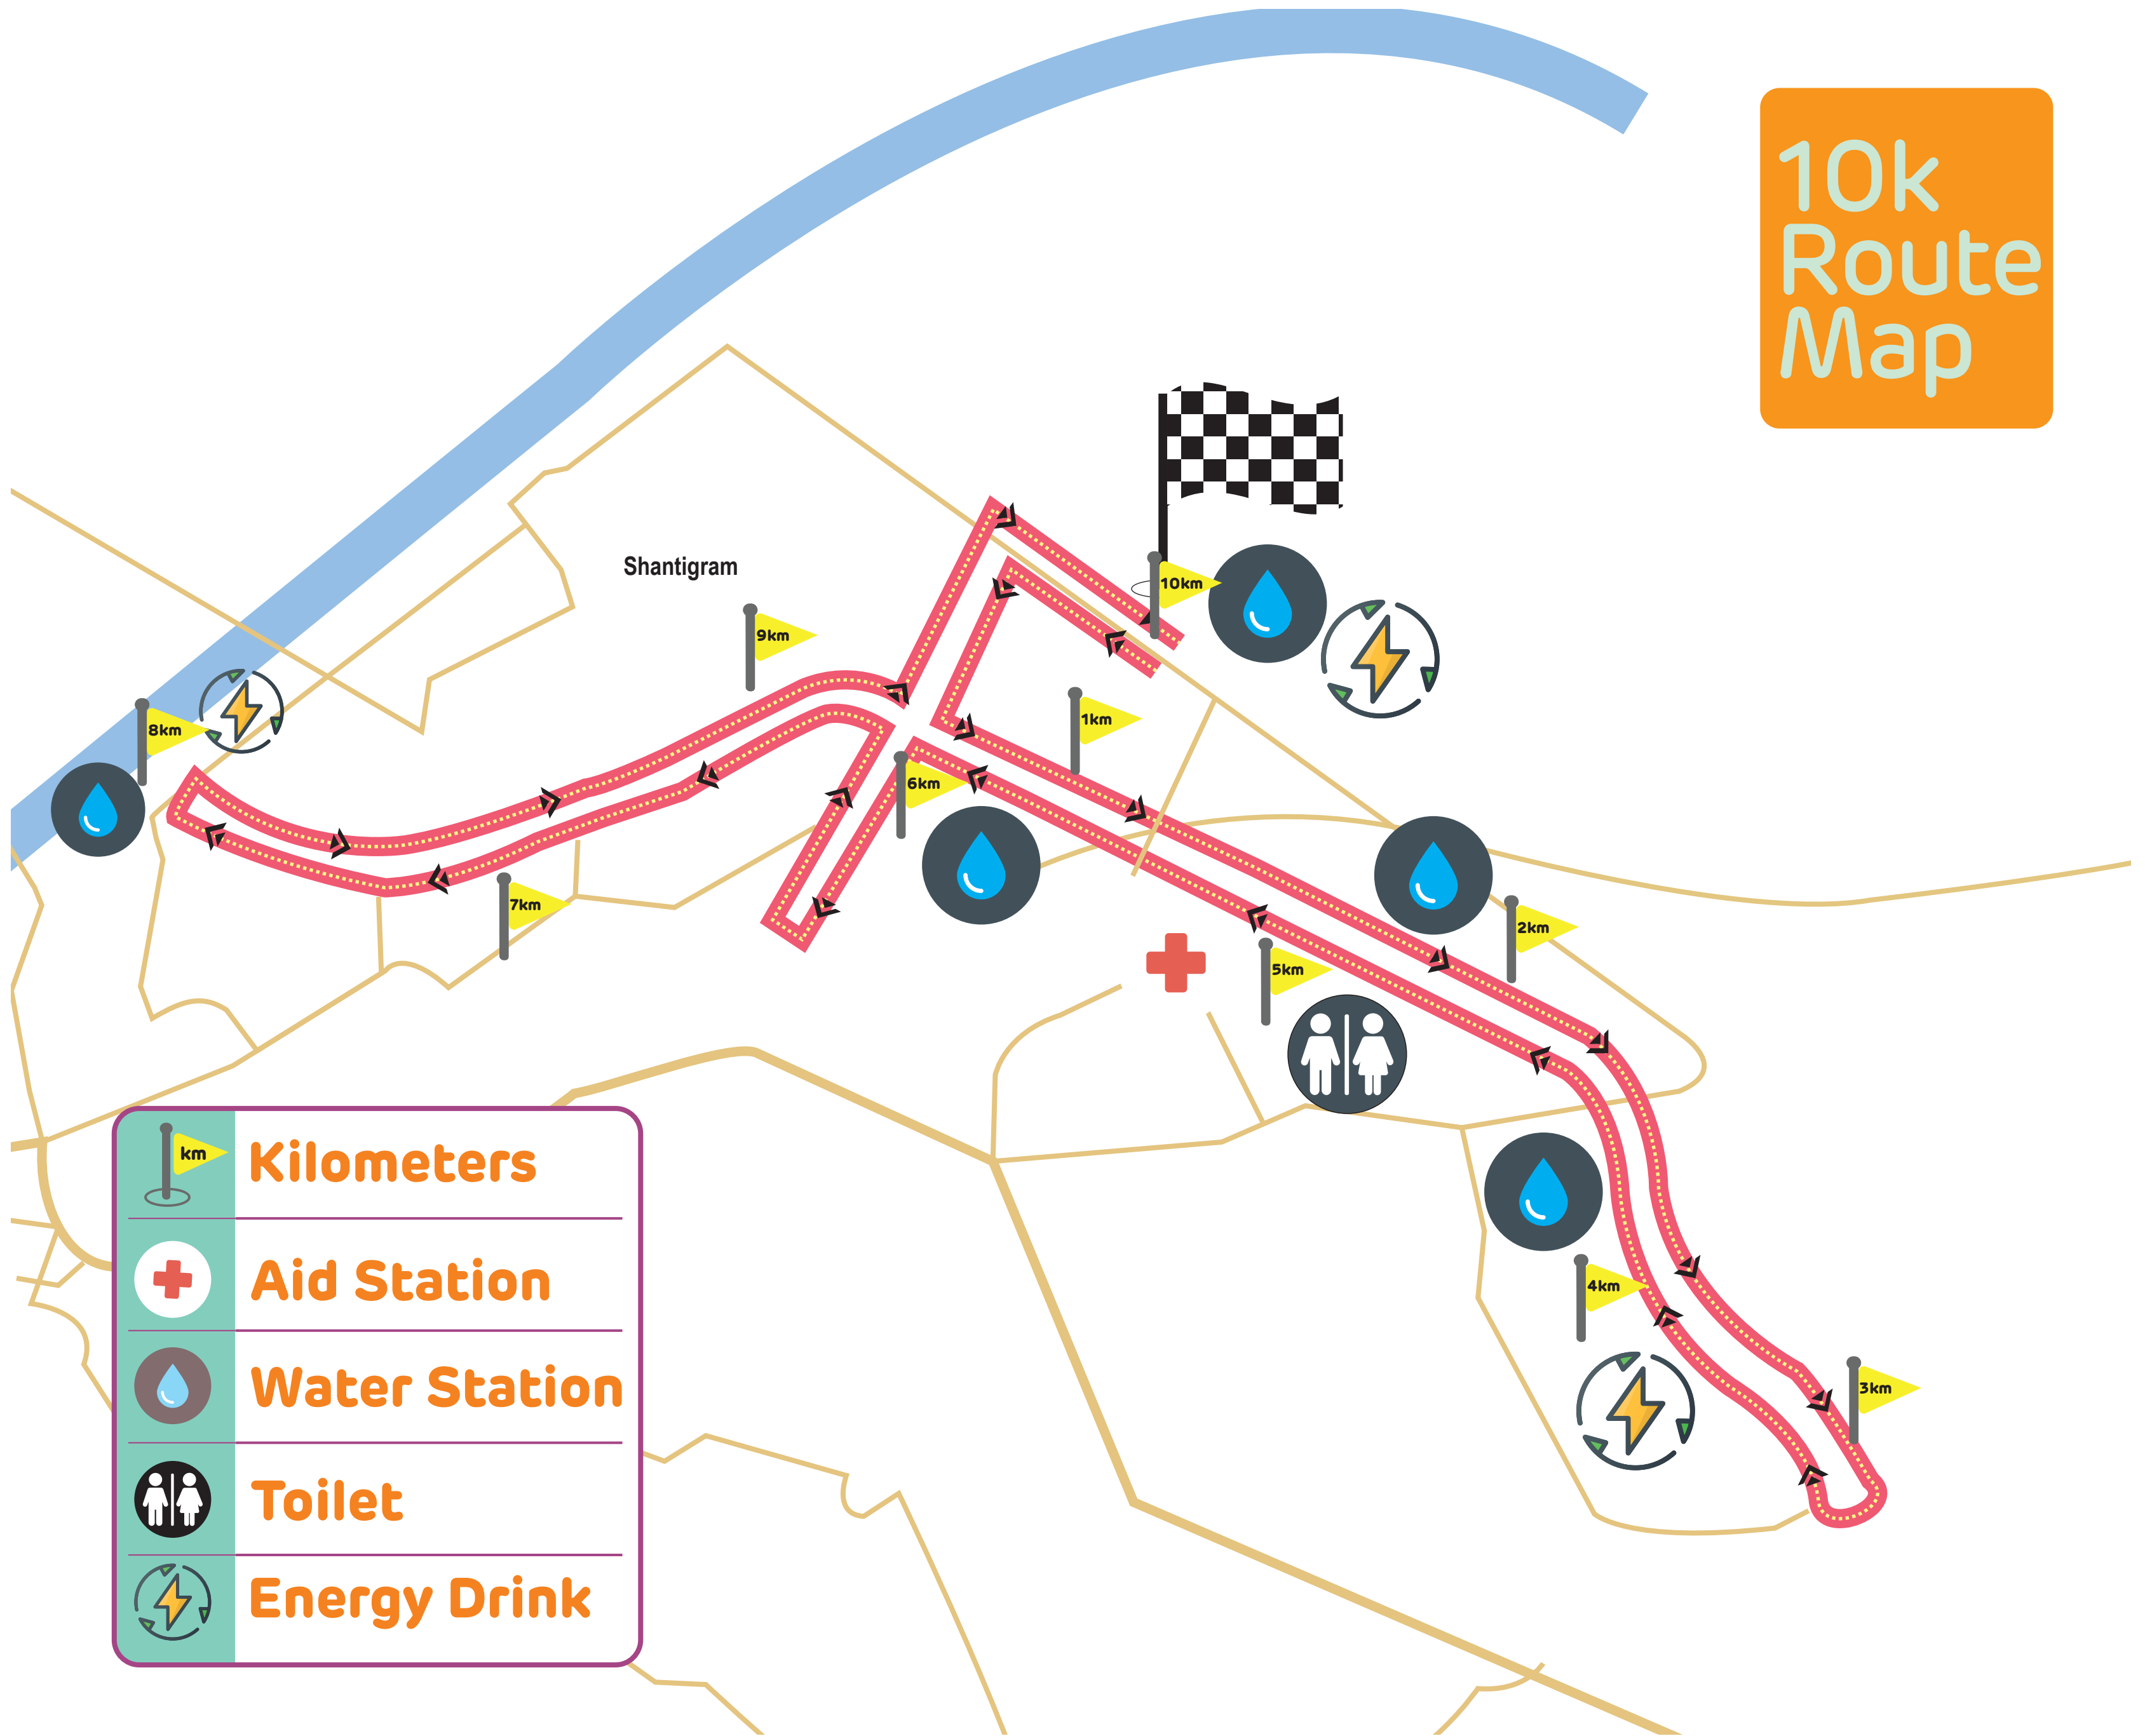 10k
Route
Map
Shantigram
10km
9km
1km
8km
6km
7km
2km
5km
4km
3km
km
Kilometers
Aid Station
Water Station
Toilet
Energy Drink